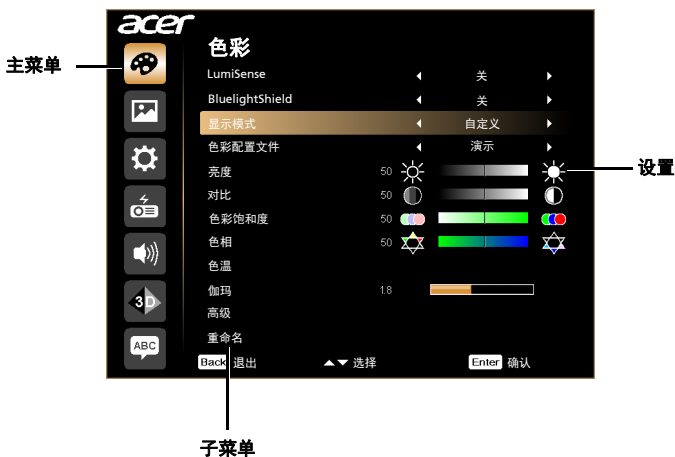 acer
色彩
主菜单
LumiSense 关
BluelightShield 关
显示模式 自定义
色彩配置文件 演示
亮度 50
设置
对比 50
色彩饱和度 50
色相 50
色温
3D
伽玛 1.8
高级
重命名
ABC
Back 退出 选择 Enter 确认
子菜单